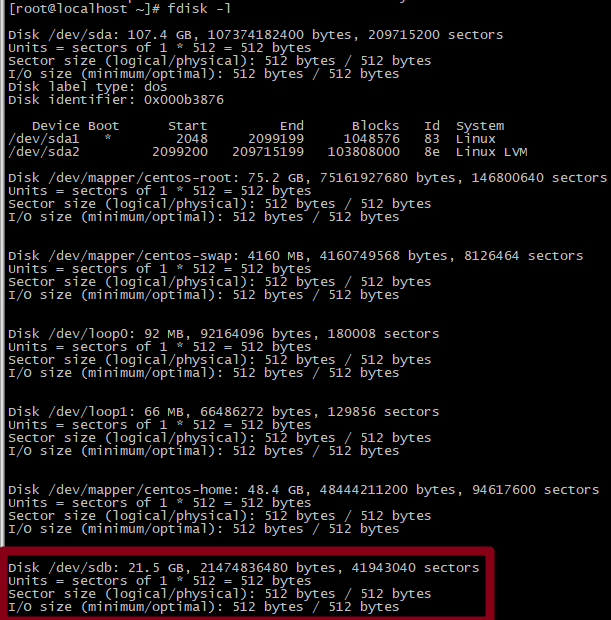 [root@localhost ~]# fdisk -l
Disk /dev/sda: 107.4 GB, 107374182400 bytes, 209715200 sectors
Units = sectors of 1 * 512 = 512 bytes
Sector size (logical/physical): 512 bytes / 512 bytes
I/O size (minimum/optimal): 512 bytes / 512 bytes
Disk label type: dos
Disk identifier: 0x000b3876
Device Boot Start End Blocks Id System
/dev/sda1 * 2048 2099199 1048576 83 Linux
/dev/sda2 2099200 209715199 103808000 8e Linux LVM
Disk /dev/mapper/centos-root: 75.2 GB, 75161927680 bytes, 146800640 sectors
Units = sectors of 1 * 512 = 512 bytes
Sector size (logical/physical): 512 bytes / 512 bytes
I/O size (minimum/optimal): 512 bytes / 512 bytes
Disk /dev/mapper/centos-swap: 4160 MB, 4160749568 bytes, 8126464 sectors
Units = sectors of 1 * 512 = 512 bytes
Sector size (logical/physical): 512 bytes / 512 bytes
I/O size (minimum/optimal): 512 bytes / 512 bytes
Disk /dev/loop0: 92 MB, 92164096 bytes, 180008 sectors
Units = sectors of 1 * 512 = 512 bytes
Sector size (logical/physical): 512 bytes / 512 bytes
I/O size (minimum/optimal): 512 bytes / 512 bytes
Disk /dev/loop1: 66 MB, 66486272 bytes, 129856 sectors
Units = sectors of 1 * 512 = 512 bytes
Sector size (logical/physical): 512 bytes / 512 bytes
I/O size (minimum/optimal): 512 bytes / 512 bytes
Disk /dev/mapper/centos-home: 48.4 GB, 48444211200 bytes, 94617600 sectors
Units = sectors of 1 * 512 = 512 bytes
Sector size (logical/physical): 512 bytes / 512 bytes
I/O size (minimum/optimal): 512 bytes / 512 bytes
Disk /dev/sdb: 21.5 GB, 21474836480 bytes, 41943040 sectors
Units = sectors of 1 * 512 = 512 bytes
Sector size (logical/physical): 512 bytes / 512 bytes
I/O size (minimum/optimal): 512 bytes / 512 bytes